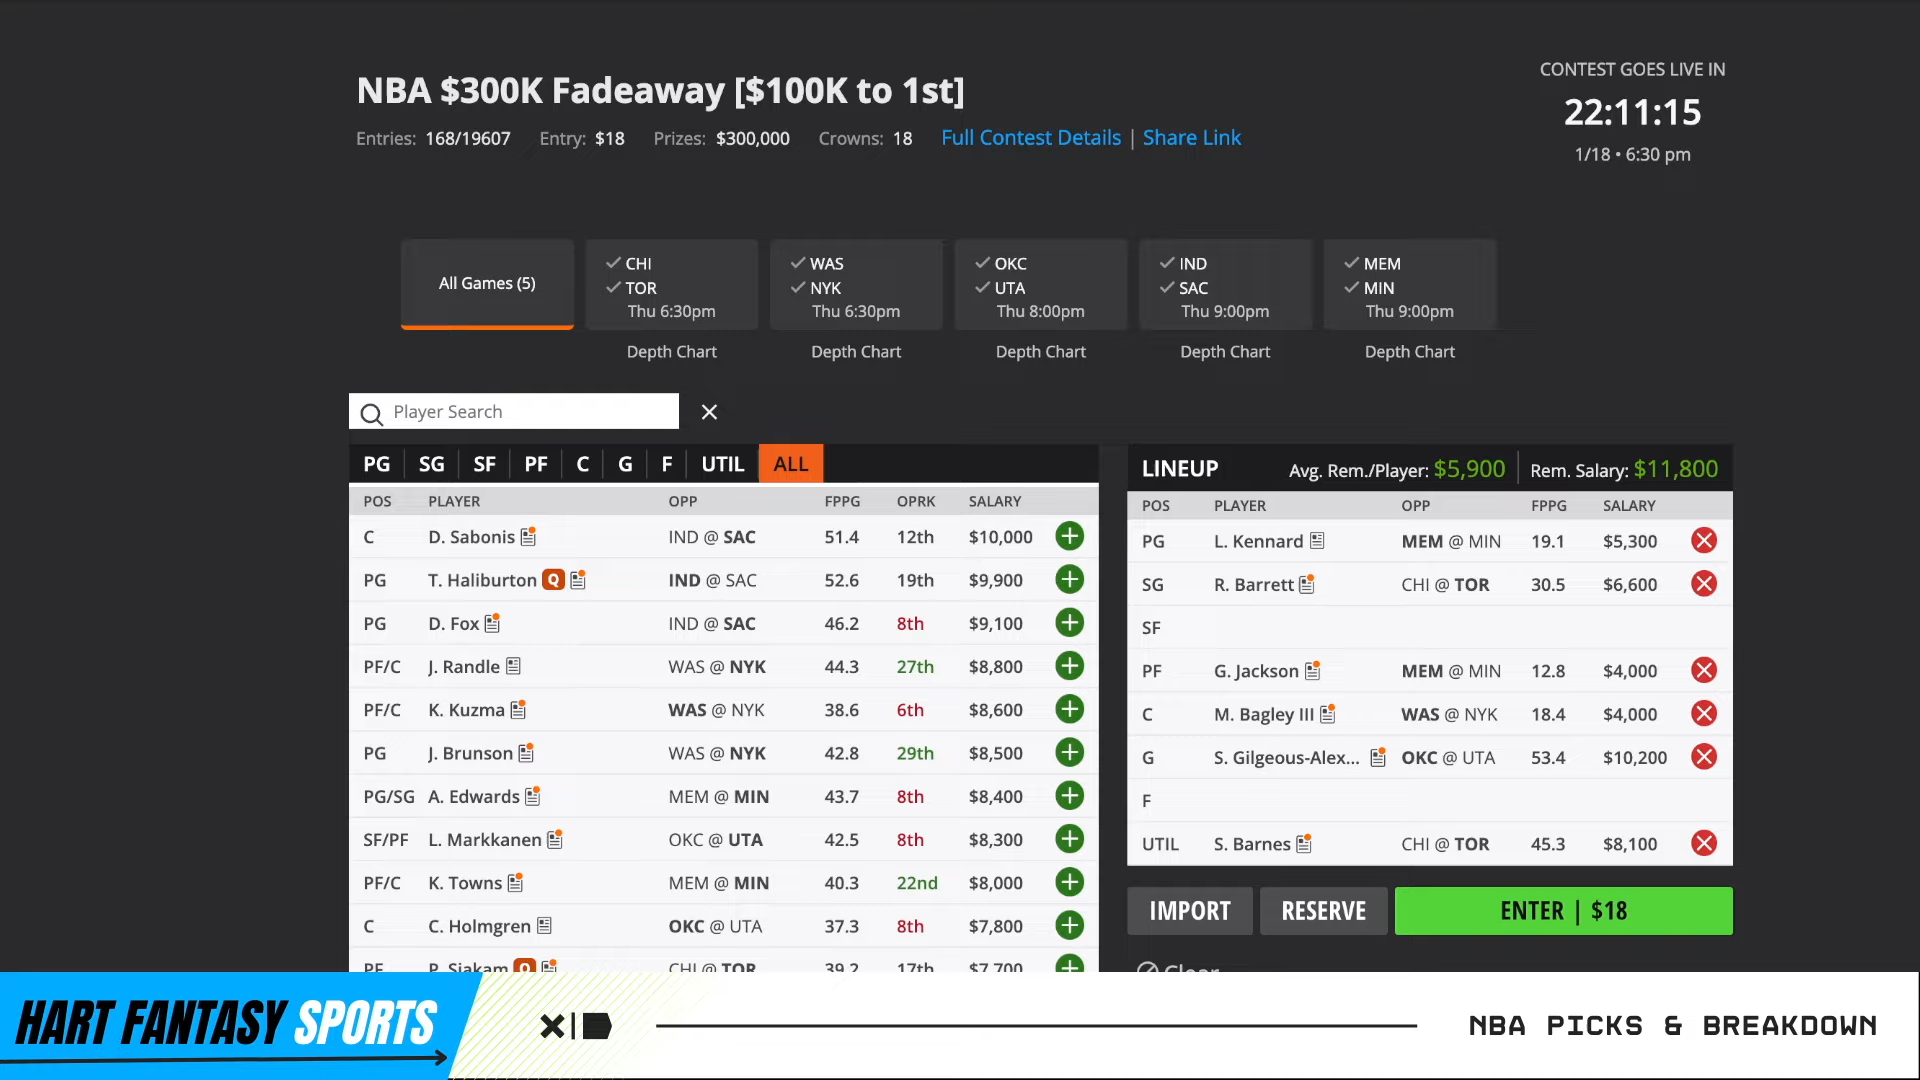 NBA $300K Fadeaway [$100K to 1st]
CONTEST GOES LIVE IN
22:11:15
1/18 • 6:30 pm
Entries: 168/19607 Entry: $18 Prizes: $300,000 Crowns: 18 Full Contest Details | Share Link
All Games (5)
CHI
TOR
Thu 6:30pm
Depth Chart
WAS
NYK
Thu 6:30pm
Depth Chart
OKC
UTA
Thu 8:00pm
Depth Chart
IND
SAC
Thu 9:00pm
Depth Chart
MEM
MIN
Thu 9:00pm
Depth Chart
Player Search
PG SG SF PF C G F UTIL ALL
POS PLAYER OPP FPPG OPRK SALARY
C D. Sabonis IND @ SAC 51.4 12th $10,000
PG T. Haliburton Q IND @ SAC 52.6 19th $9,900
PG D. Fox IND @ SAC 46.2 8th $9,100
PF/C J. Randle WAS @ NYK 44.3 27th $8,800
PF/C K. Kuzma WAS @ NYK 38.6 6th $8,600
PG J. Brunson WAS @ NYK 42.8 29th $8,500
PG/SG A. Edwards MEM @ MIN 43.7 8th $8,400
SF/PF L. Markkanen OKC @ UTA 42.5 8th $8,300
PF/C K. Towns MEM @ MIN 40.3 22nd $8,000
C C. Holmgren OKC @ UTA 37.3 8th $7,800
PF P. Siakam Q CHI @ TOR 39.2 17th $7,700
LINEUP Avg. Rem./Player: $5,900 Rem. Salary: $11,800
POS PLAYER OPP FPPG SALARY
PG L. Kennard MEM @ MIN 19.1 $5,300
SG R. Barrett CHI @ TOR 30.5 $6,600
SF
PF G. Jackson MEM @ MIN 12.8 $4,000
C M. Bagley III WAS @ NYK 18.4 $4,000
G S. Gilgeous-Alex... OKC @ UTA 53.4 $10,200
F
UTIL S. Barnes CHI @ TOR 45.3 $8,100
IMPORT RESERVE ENTER | $18
Clear
HART FANTASY SPORTS
NBA PICKS & BREAKDOWN